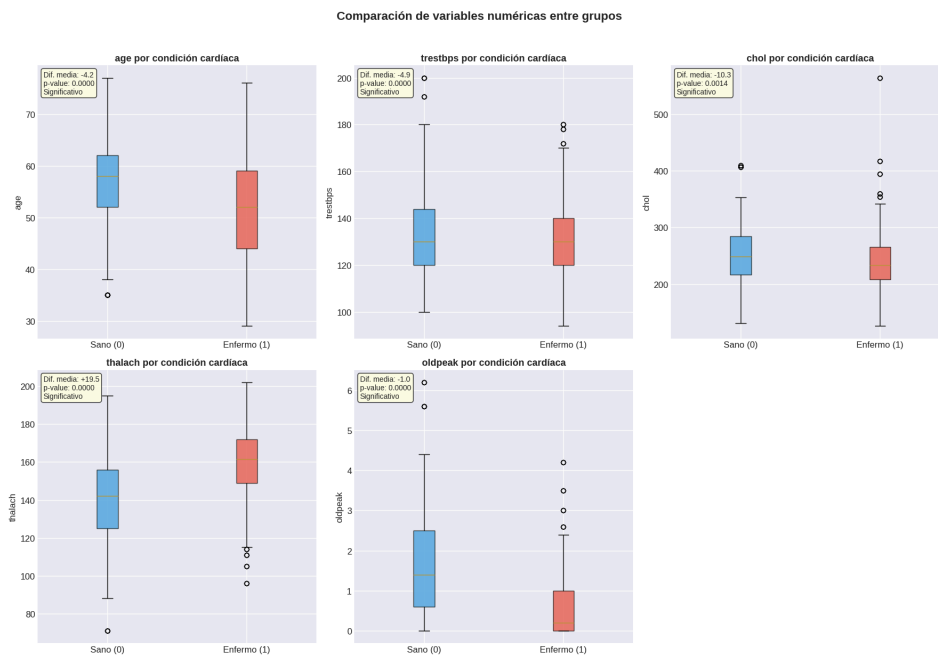 Comparación de variables numéricas entre grupos
age por condición cardíaca
Dif. media: -4.2
p-value: 0.0000
Significativo
70
60
50
40
30
age
Sano (0)
Enfermo (1)
trestbps por condición cardíaca
Dif. media: -4.9
p-value: 0.0000
Significativo
200
180
160
140
120
100
trestbps
Sano (0)
Enfermo (1)
chol por condición cardíaca
Dif. media: -10.3
p-value: 0.0014
Significativo
500
400
300
200
chol
Sano (0)
Enfermo (1)
thalach por condición cardíaca
Dif. media: +19.5
p-value: 0.0000
Significativo
200
180
160
140
120
100
80
thalach
Sano (0)
Enfermo (1)
oldpeak por condición cardíaca
Dif. media: -1.0
p-value: 0.0000
Significativo
6
5
4
3
2
1
0
oldpeak
Sano (0)
Enfermo (1)